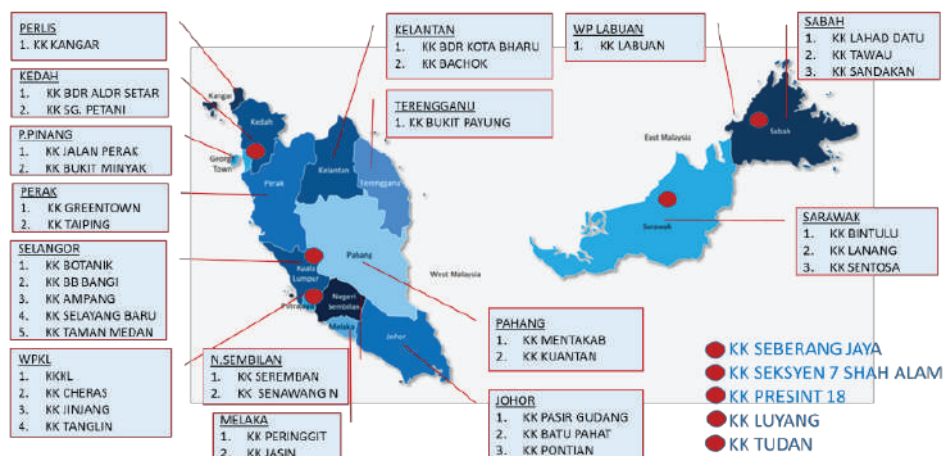 PERLIS
1. KK KANGAR
KEDAH
1. KK BDR ALOR SETAR
2. KK SG. PETANI
P.PINANG
1. KK JALAN PERAK
2. KK BUKIT MINYAK
PERAK
1. KK GREENTOWN
2. KK TAIPING
SELANGOR
1. KK BOTANIK
2. KK BB BANGI
3. KK AMPANG
4. KK SELAYANG BARU
5. KK TAMAN MEDAN
WPKL
1. KKKL
2. KK CHERAS
3. KK JINJANG
4. KK TANGLIN
KELANTAN
1. KK BDR KOTA BHARU
2. KK BACHOK
TERENGGANU
1. KK BUKIT PAYUNG
WP LABUAN
1. KK LABUAN
SABAH
1. KK LAHAD DATU
2. KK TAWAU
3. KK SANDAKAN
SARAWAK
1. KK BINTULU
2. KK LANANG
3. KK SENTOSA
PAHANG
1. KK MENTAKAB
2. KK KUANTAN
N.SEMBILAN
1. KK SEREMBAN
2. KK SENAWANG N
MELAKA
1. KK PERINGGIT
2. KK JASIN
JOHOR
1. KK PASIR GUDANG
2. KK BATU PAHAT
3. KK PONTIAN
Kangar
Kedah
George
Town
Perak
Kelantan
Terengganu
Pahang
Kuala
Lumpur
Putrajaya
Negeri
Sembilan
Melaka
Johor
West Malaysia
East Malaysia
Sabah
Sarawak
KK SEBERANG JAYA
KK SEKSYEN 7 SHAH ALAM
KK PRESINT 18
KK LUYANG
KK TUDAN